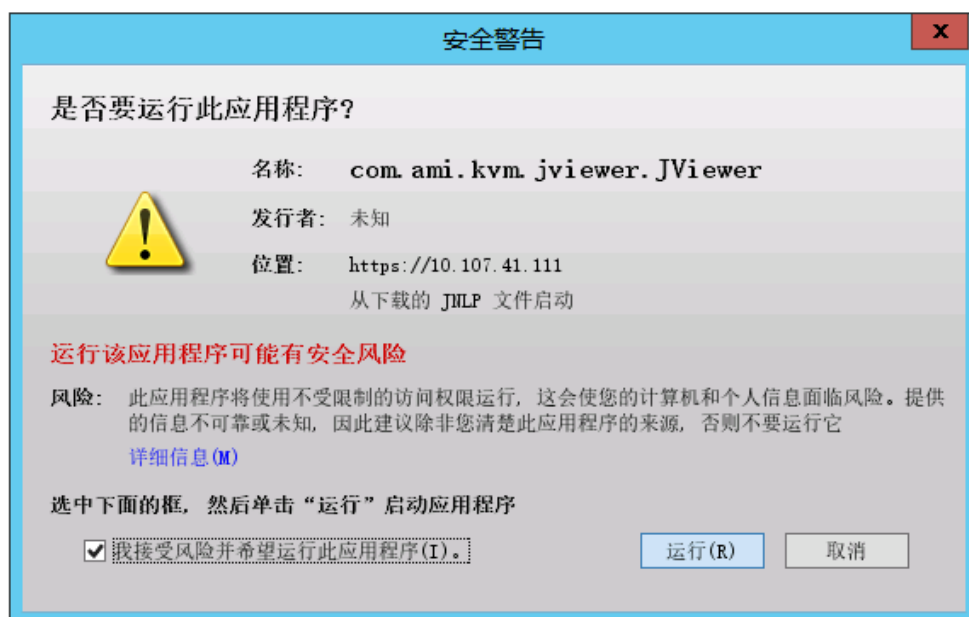 安全警告
x
是否要运行此应用程序?
名称: com.ami.kvm.jviewer.JViewer
发行者: 未知
位置: https://10.107.41.111
从下载的 JNLP 文件启动
运行该应用程序可能有安全风险
风险: 此应用程序将使用不受限制的访问权限运行, 这会使您的计算机和个人信息面临风险。提供
的信息不可靠或未知, 因此建议除非您清楚此应用程序的来源, 否则不要运行它
详细信息(M)
选中下面的框, 然后单击“运行”启动应用程序
我接受风险并希望运行此应用程序(I)。 运行(R) 取消